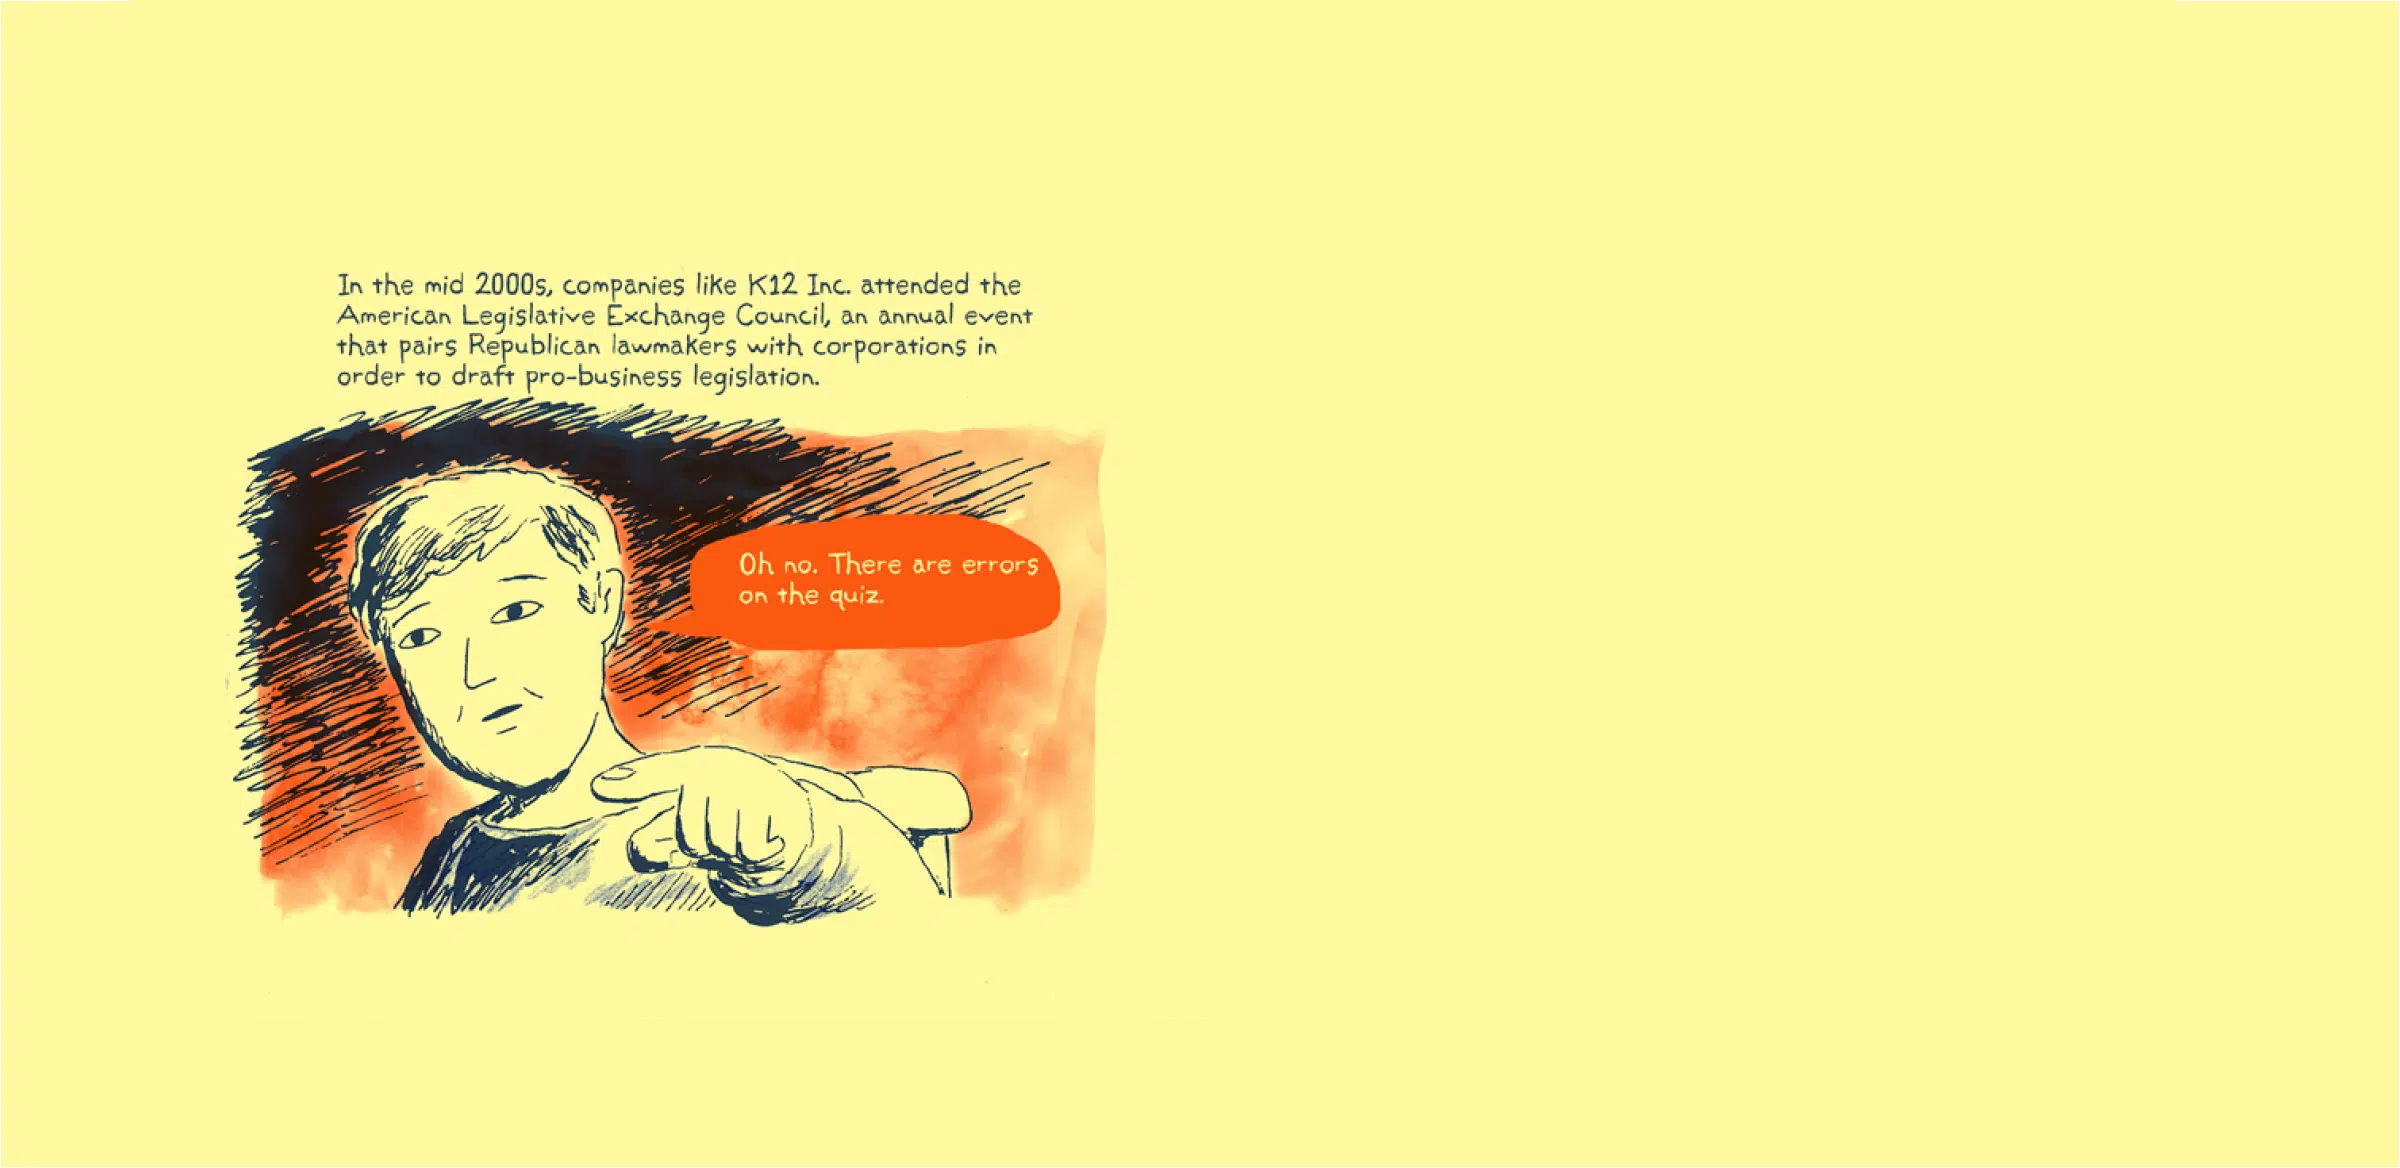 In the mid 2000s, companies like K12 Inc. attended the
American Legislative Exchange Council, an annual event
that pairs Republican lawmakers with corporations in
order to draft pro-business legislation.
Oh no. There are errors
on the quiz.